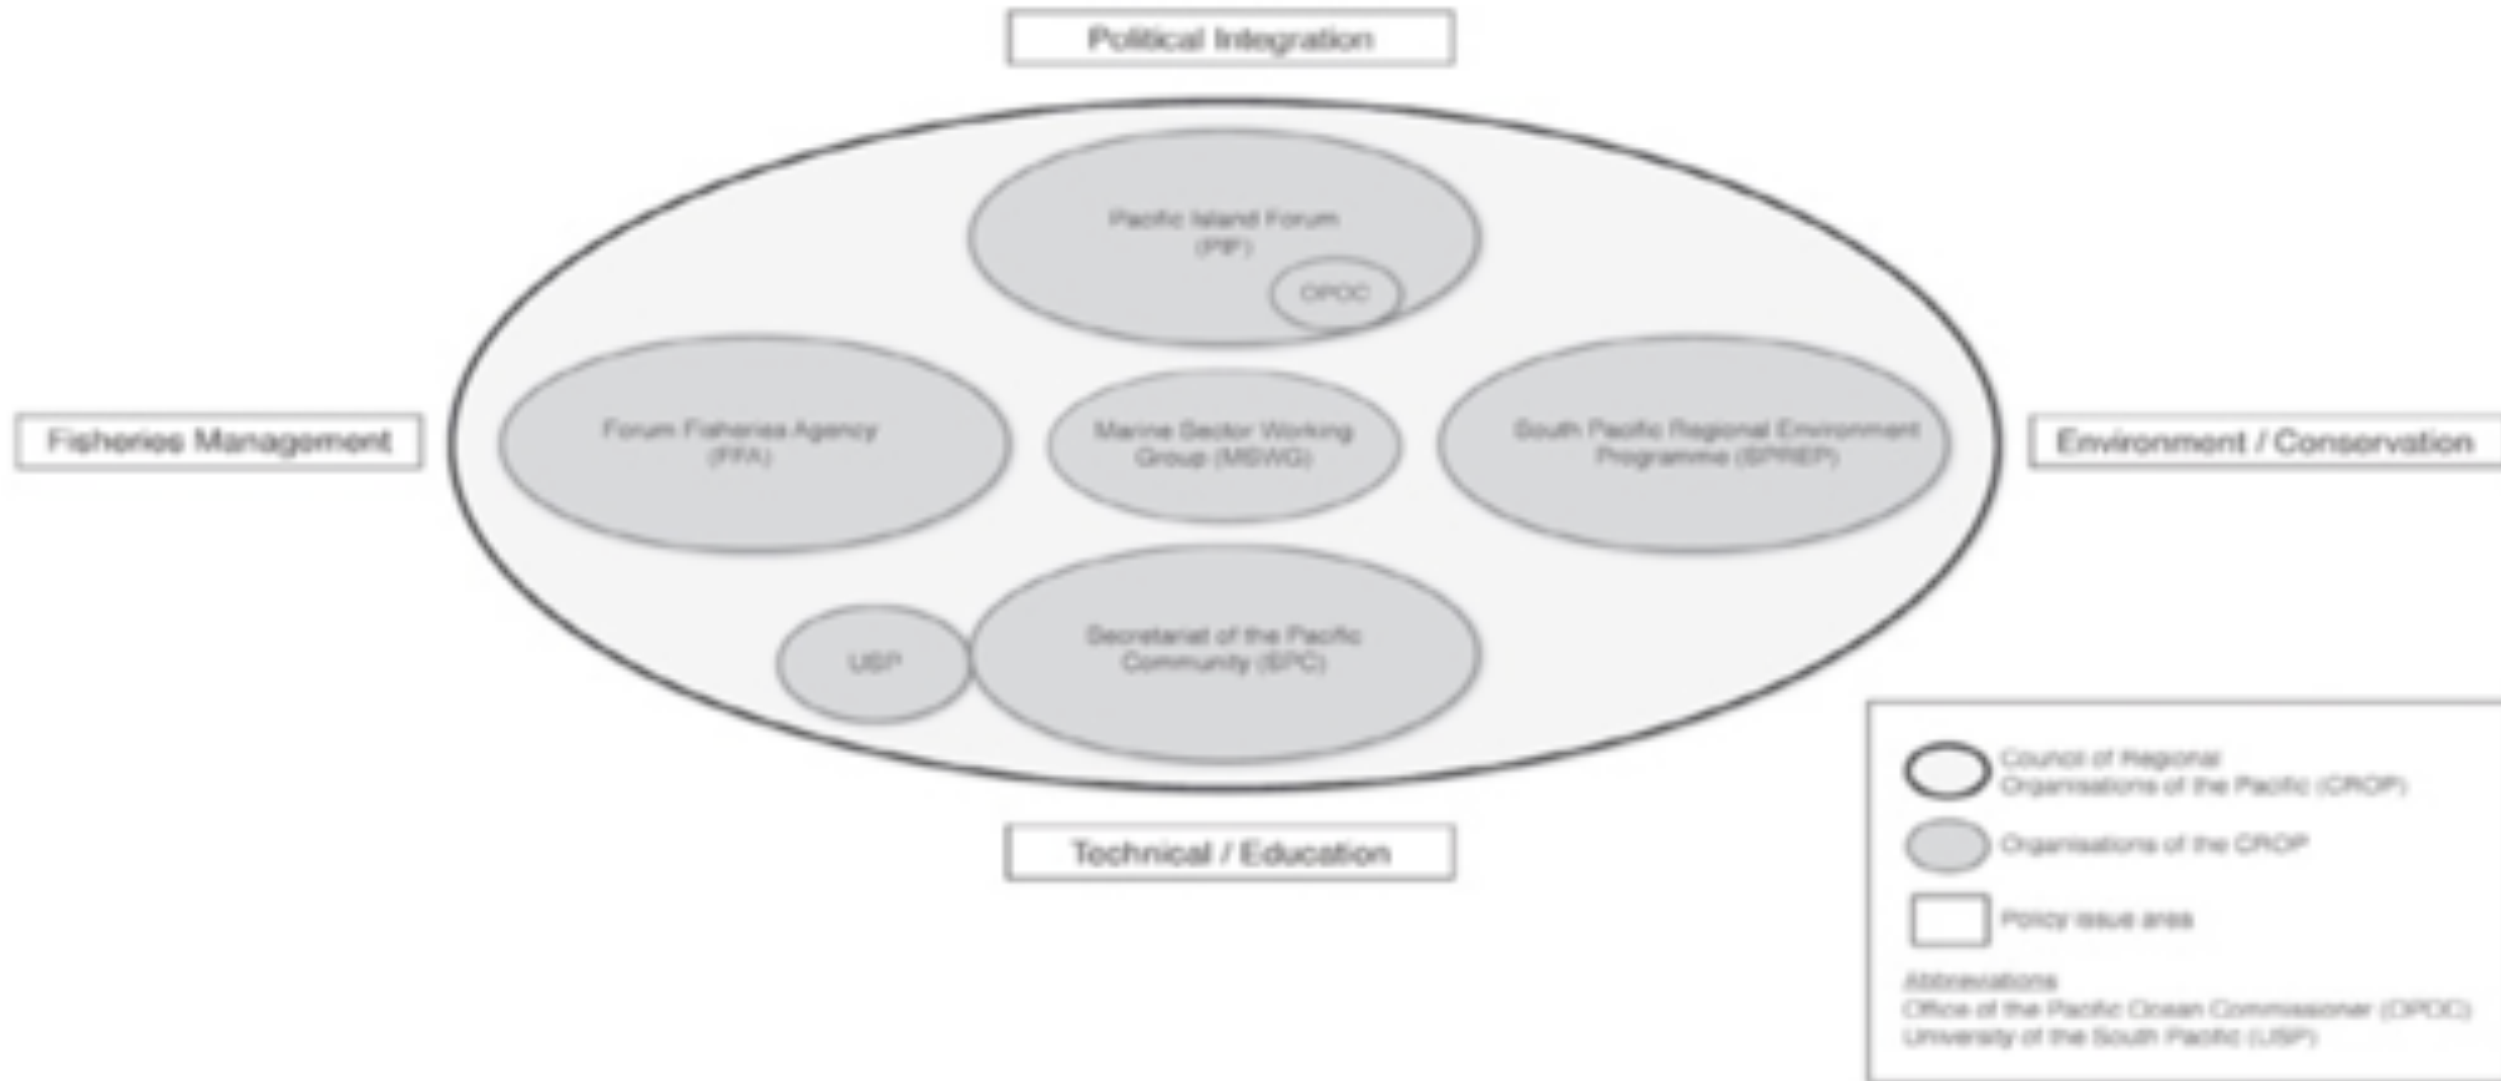 Political Integration
Pacific Island Forum
(PIF)
OPOC
Fisheries Management
Forum Fisheries Agency
(FFA)
Marine Sector Working
Group (MSWG)
South Pacific Regional Environment
Programme (SPREP)
Environment / Conservation
USP
Secretariat of the Pacific
Community (SPC)
Technical / Education
Council of Regional
Organisations of the Pacific (CROP)
Organisations of the CROP
Policy issue area
Abbreviations
Office of the Pacific Ocean Commissioner (OPOC)
University of the South Pacific (USP)